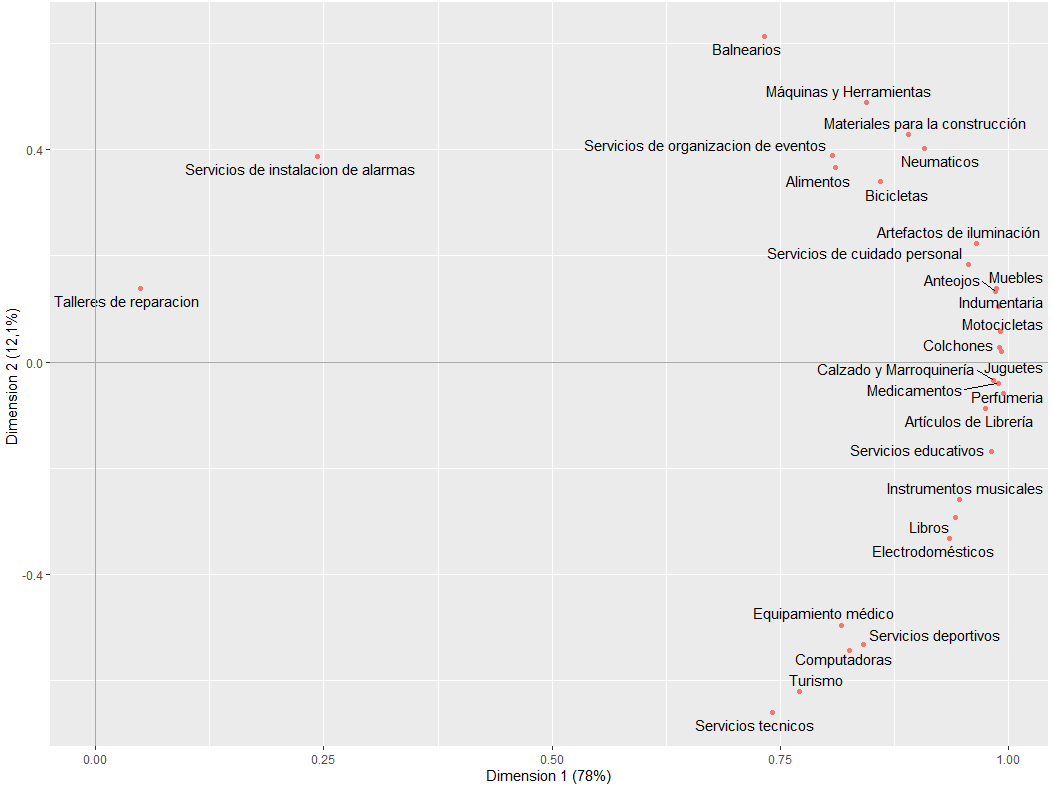 Balnearios
Máquinas y Herramientas
Materiales para la construcción
Servicios de organizacion de eventos
0.4
Neumaticos
Servicios de instalacion de alarmas
Alimentos
Bicicletas
Artefactos de iluminación
Servicios de cuidado personal
Muebles
Anteojos
Talleres de reparacion
Indumentaria
Motocicletas
Colchones
0.0
Juguetes
Calzado y Marroquinería
Medicamentos
Perfumeria
Artículos de Librería
Dimension 2 (12,1%)
Servicios educativos
Instrumentos musicales
Libros
Electrodomésticos
-0.4
Equipamiento médico
Servicios deportivos
Computadoras
Turismo
Servicios tecnicos
0.00 0.25 0.50 0.75 1.00
Dimension 1 (78%)